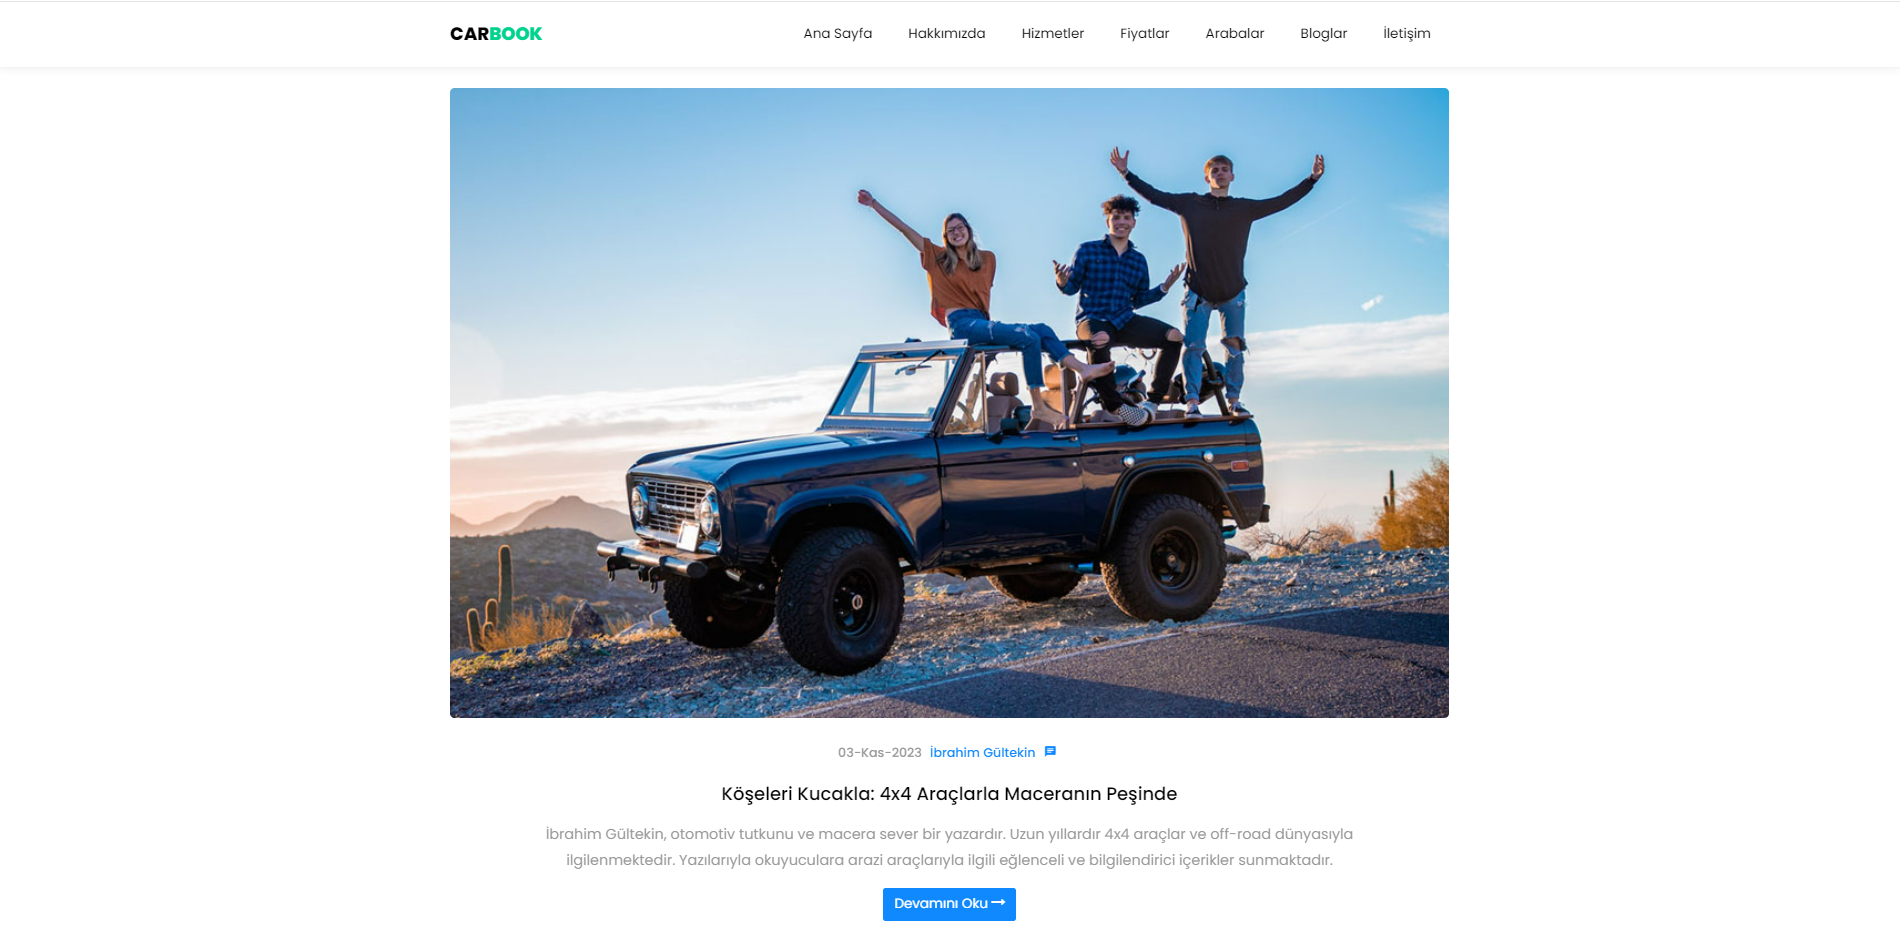 CARBOOK
Ana Sayfa Hakkımızda Hizmetler Fiyatlar Arabalar Bloglar İletişim
03-Kas-2023 İbrahim Gültekin
Köşeleri Kucakla: 4x4 Araçlarla Maceranın Peşinde
İbrahim Gültekin, otomotiv tutkunu ve macera sever bir yazardır. Uzun yıllardır 4x4 araçlar ve off-road dünyasıyla
ilgilenmektedir. Yazılarıyla okuyuculara arazi araçlarıyla ilgili eğlenceli ve bilgilendirici içerikler sunmaktadır.
Devamını Oku